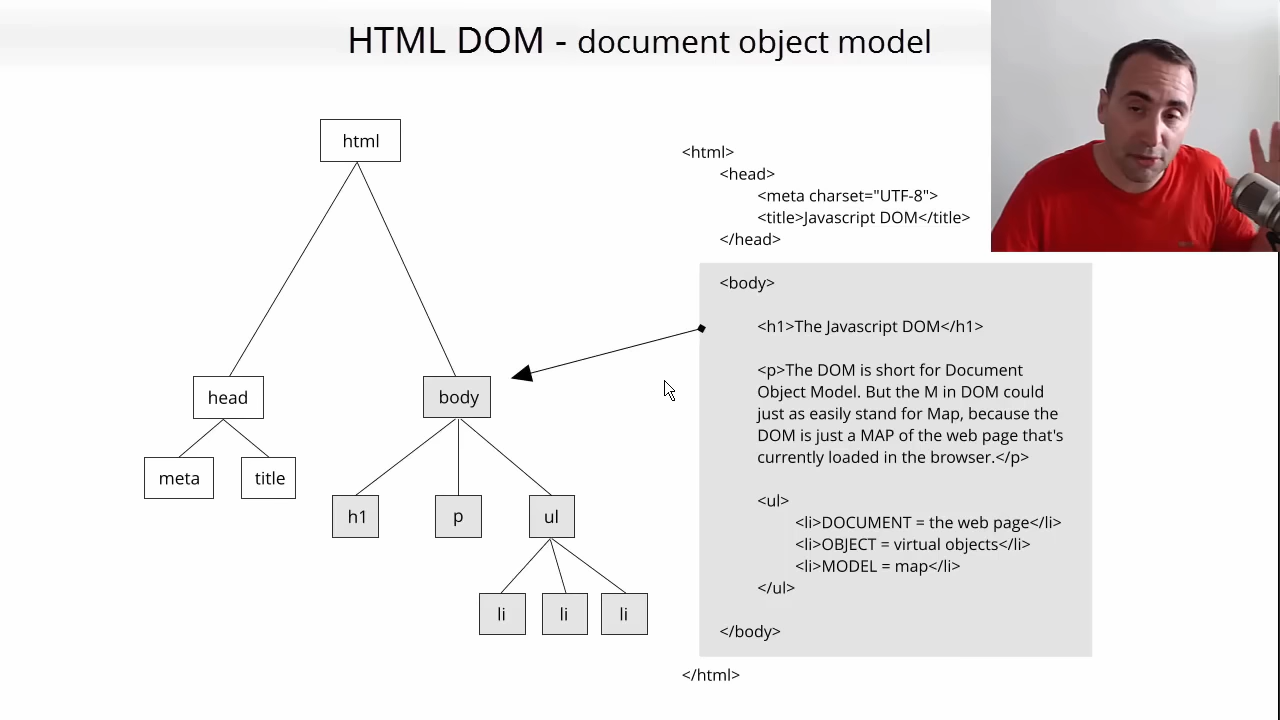 HTML DOM - document object model
html
head
body
meta
title
h1
p
ul
li
li
li
<html>
<head>
<meta charset="UTF-8">
<title>Javascript DOM</title>
</head>
<body>
<h1>The Javascript DOM</h1>
<p>The DOM is short for Document
Object Model. But the M in DOM could
just as easily stand for Map, because the
DOM is just a MAP of the web page that's
currently loaded in the browser.</p>
<ul>
<li>DOCUMENT = the web page</li>
<li>OBJECT = virtual objects</li>
<li>MODEL = map</li>
</ul>
</body>
</html>